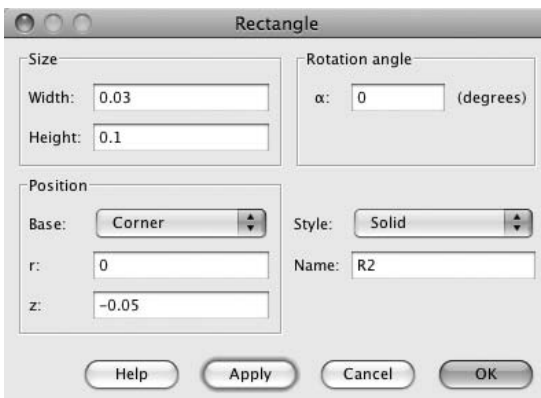 Rectangle
Size
Width: 0.03
Height: 0.1
Rotation angle
α: 0 (degrees)
Position
Base: Corner
r: 0
z: -0.05
Style: Solid
Name: R2
Help Apply Cancel OK